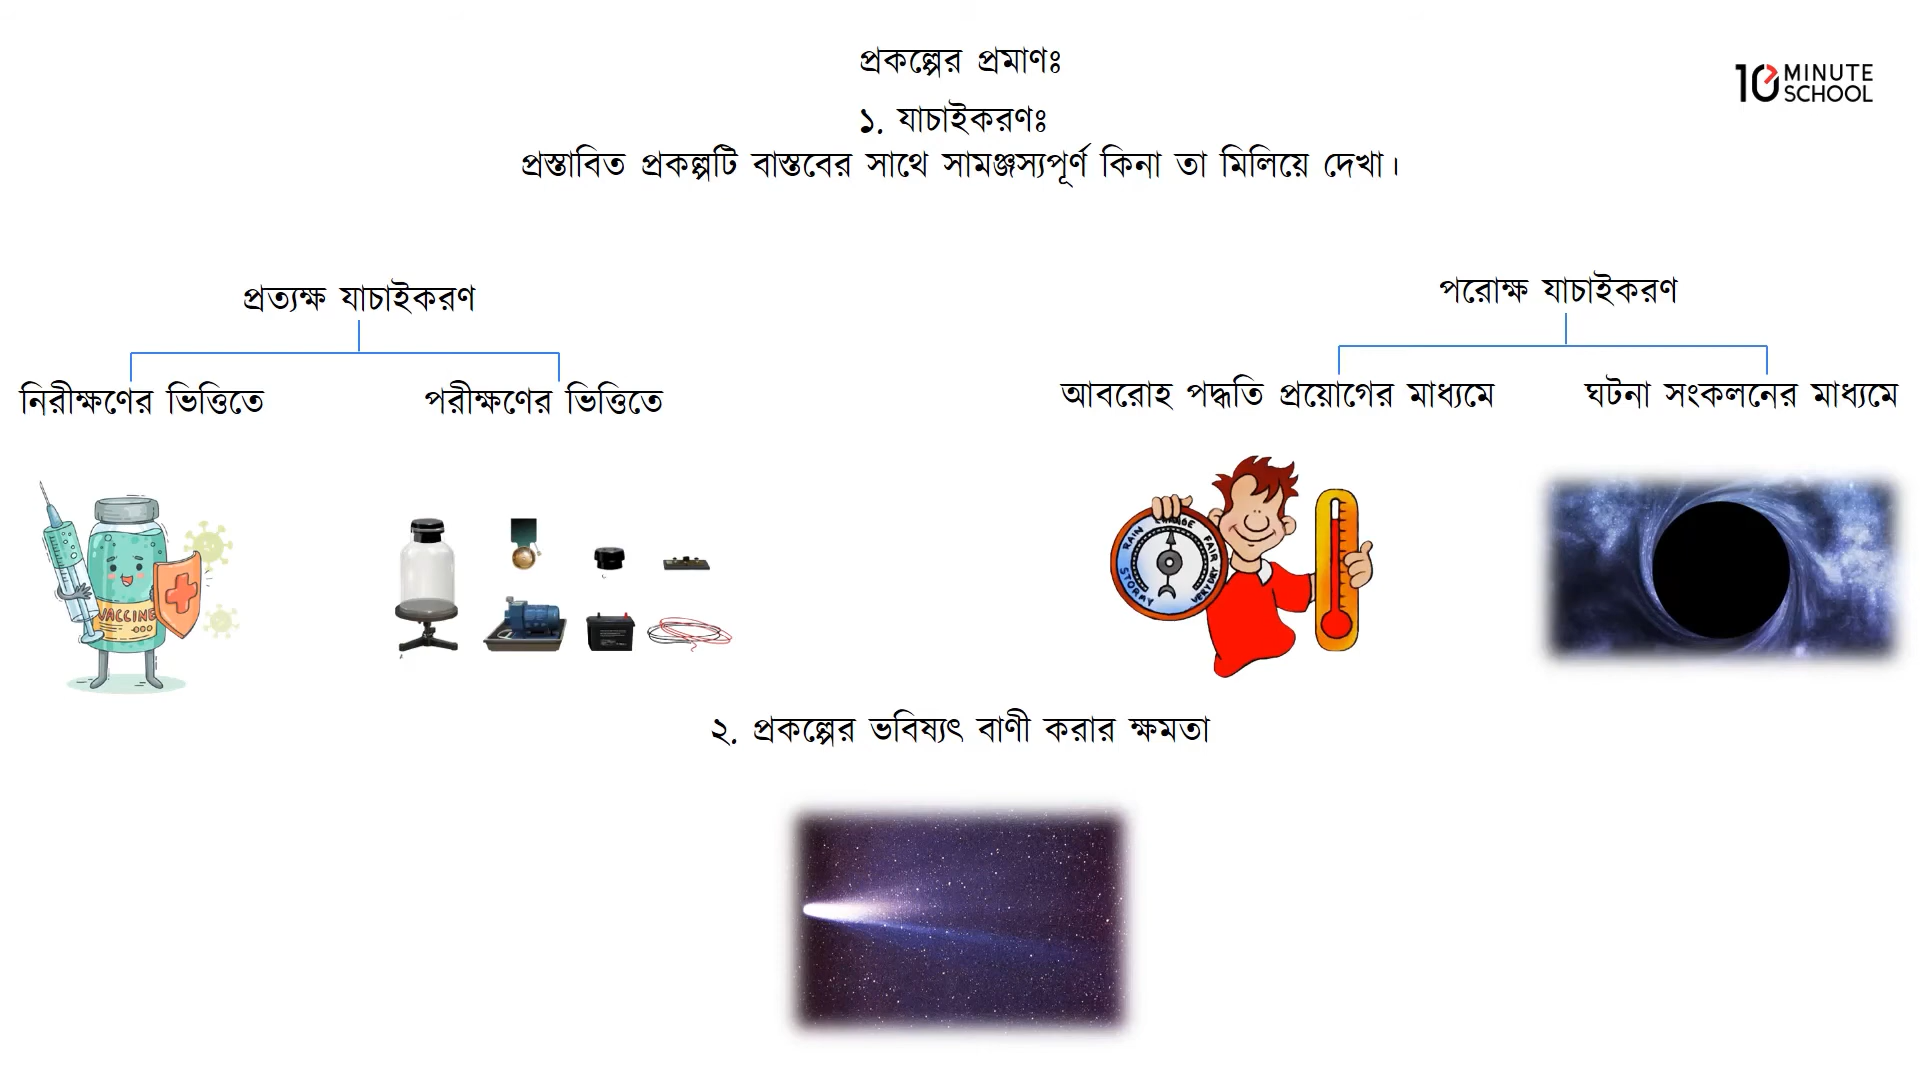 প্রকল্পের প্রমাণঃ
10 MINUTE SCHOOL
১. যাচাইকরণঃ
প্রস্তাবিত প্রকল্পটি বাস্তবের সাথে সামঞ্জস্যপূর্ণ কিনা তা মিলিয়ে দেখা।
প্রত্যক্ষ যাচাইকরণ
নিরীক্ষণের ভিত্তিতে
পরীক্ষণের ভিত্তিতে
পরোক্ষ যাচাইকরণ
আবরোহ পদ্ধতি প্রয়োগের মাধ্যমে
ঘটনা সংকলনের মাধ্যমে
VACCINE
RAIN CHANGE FAIR
STORMY VERY DRY
২. প্রকল্পের ভবিষ্যৎ বাণী করার ক্ষমতা